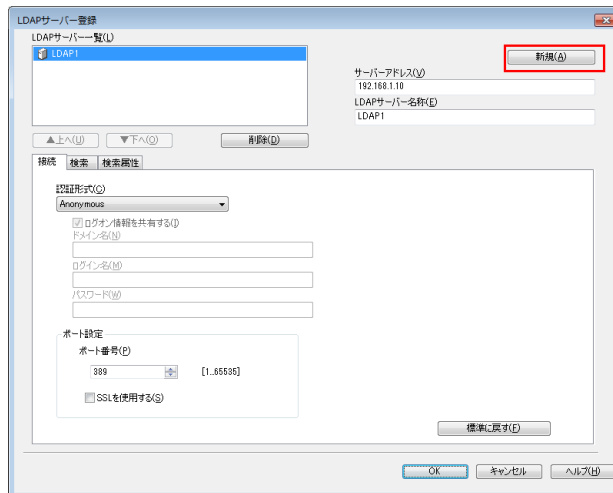 LDAPサーバー登録
LDAPサーバー一覧(L)
LDAP1
新規(A)
サーバーアドレス(V)
192.168.1.10
LDAPサーバー名称(E)
LDAP1
▲上へ(U)
▼下へ(O)
削除(D)
接続
検索
検索属性
認証形式(C)
Anonymous
ログオン情報を共有する(I)
ドメイン名(N)
ログイン名(M)
パスワード(W)
ポート設定
ポート番号(P)
389
[1..65535]
SSLを使用する(S)
標準に戻す(F)
OK
キャンセル
ヘルプ(H)